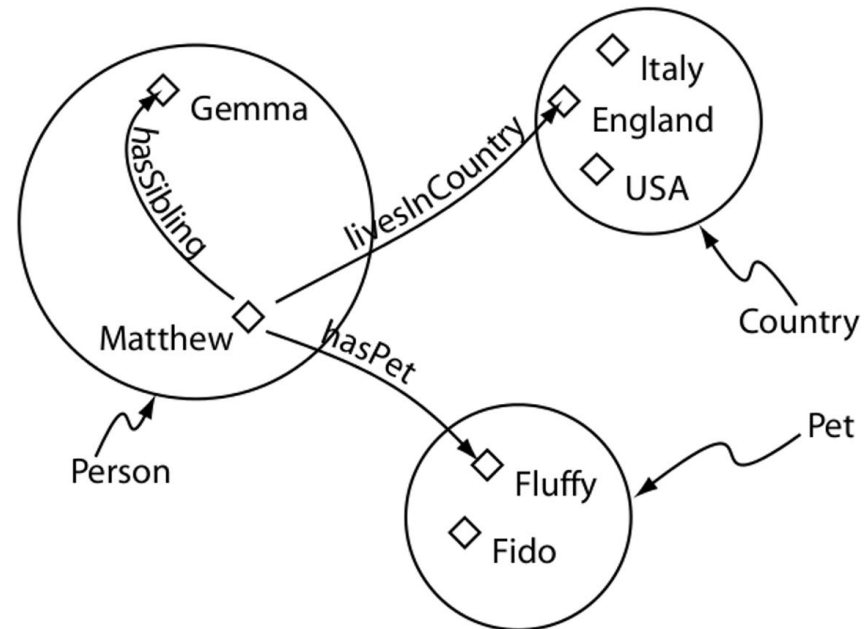 Italy
Gemma
England
hasSibling
livesInCountry
USA
Matthew
hasPet
Country
Person
Pet
Fluffy
Fido